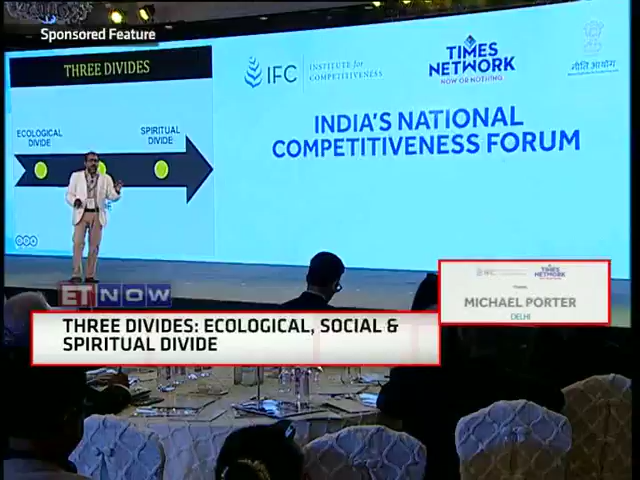 Sponsored Feature
THREE DIVIDES
ECOLOGICAL
DIVIDE
SPIRITUAL
DIVIDE
IFC
INSTITUTE for
COMPETITIVENESS
TIMES
NETWORK
NOW OR NOTHING
नीति आयोग
INDIA'S NATIONAL
COMPETITIVENESS FORUM
ET NOW
THREE DIVIDES: ECOLOGICAL, SOCIAL &
SPIRITUAL DIVIDE
IFC
TIMES
NETWORK
MICHAEL PORTER
DELHI